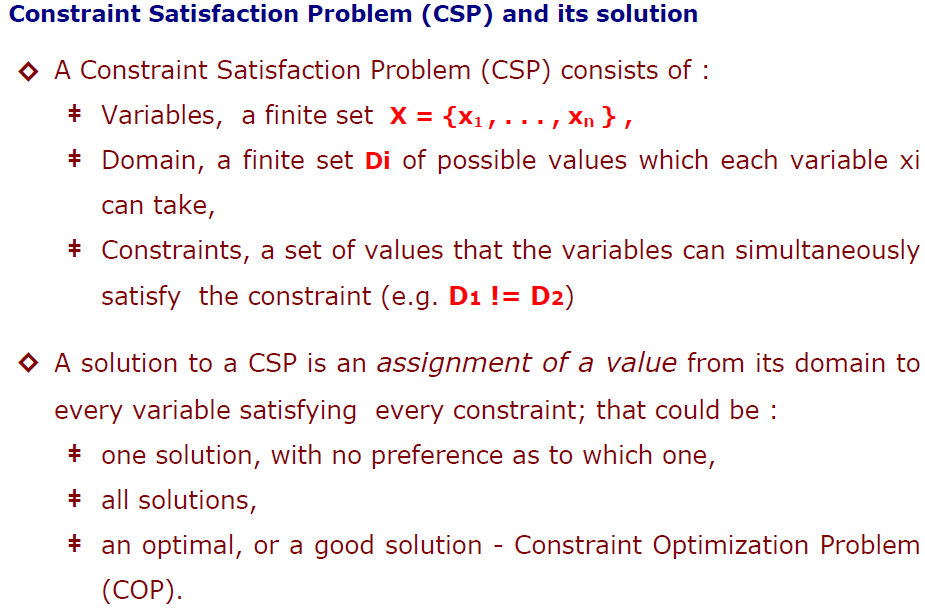 Constraint Satisfaction Problem (CSP) and its solution
◇ A Constraint Satisfaction Problem (CSP) consists of :
‡ Variables, a finite set X = {x₁, . . . , xₙ },
‡ Domain, a finite set Di of possible values which each variable xi
can take,
‡ Constraints, a set of values that the variables can simultaneously
satisfy the constraint (e.g. D1 != D2)
◇ A solution to a CSP is an assignment of a value from its domain to
every variable satisfying every constraint; that could be :
‡ one solution, with no preference as to which one,
‡ all solutions,
‡ an optimal, or a good solution - Constraint Optimization Problem
(COP).